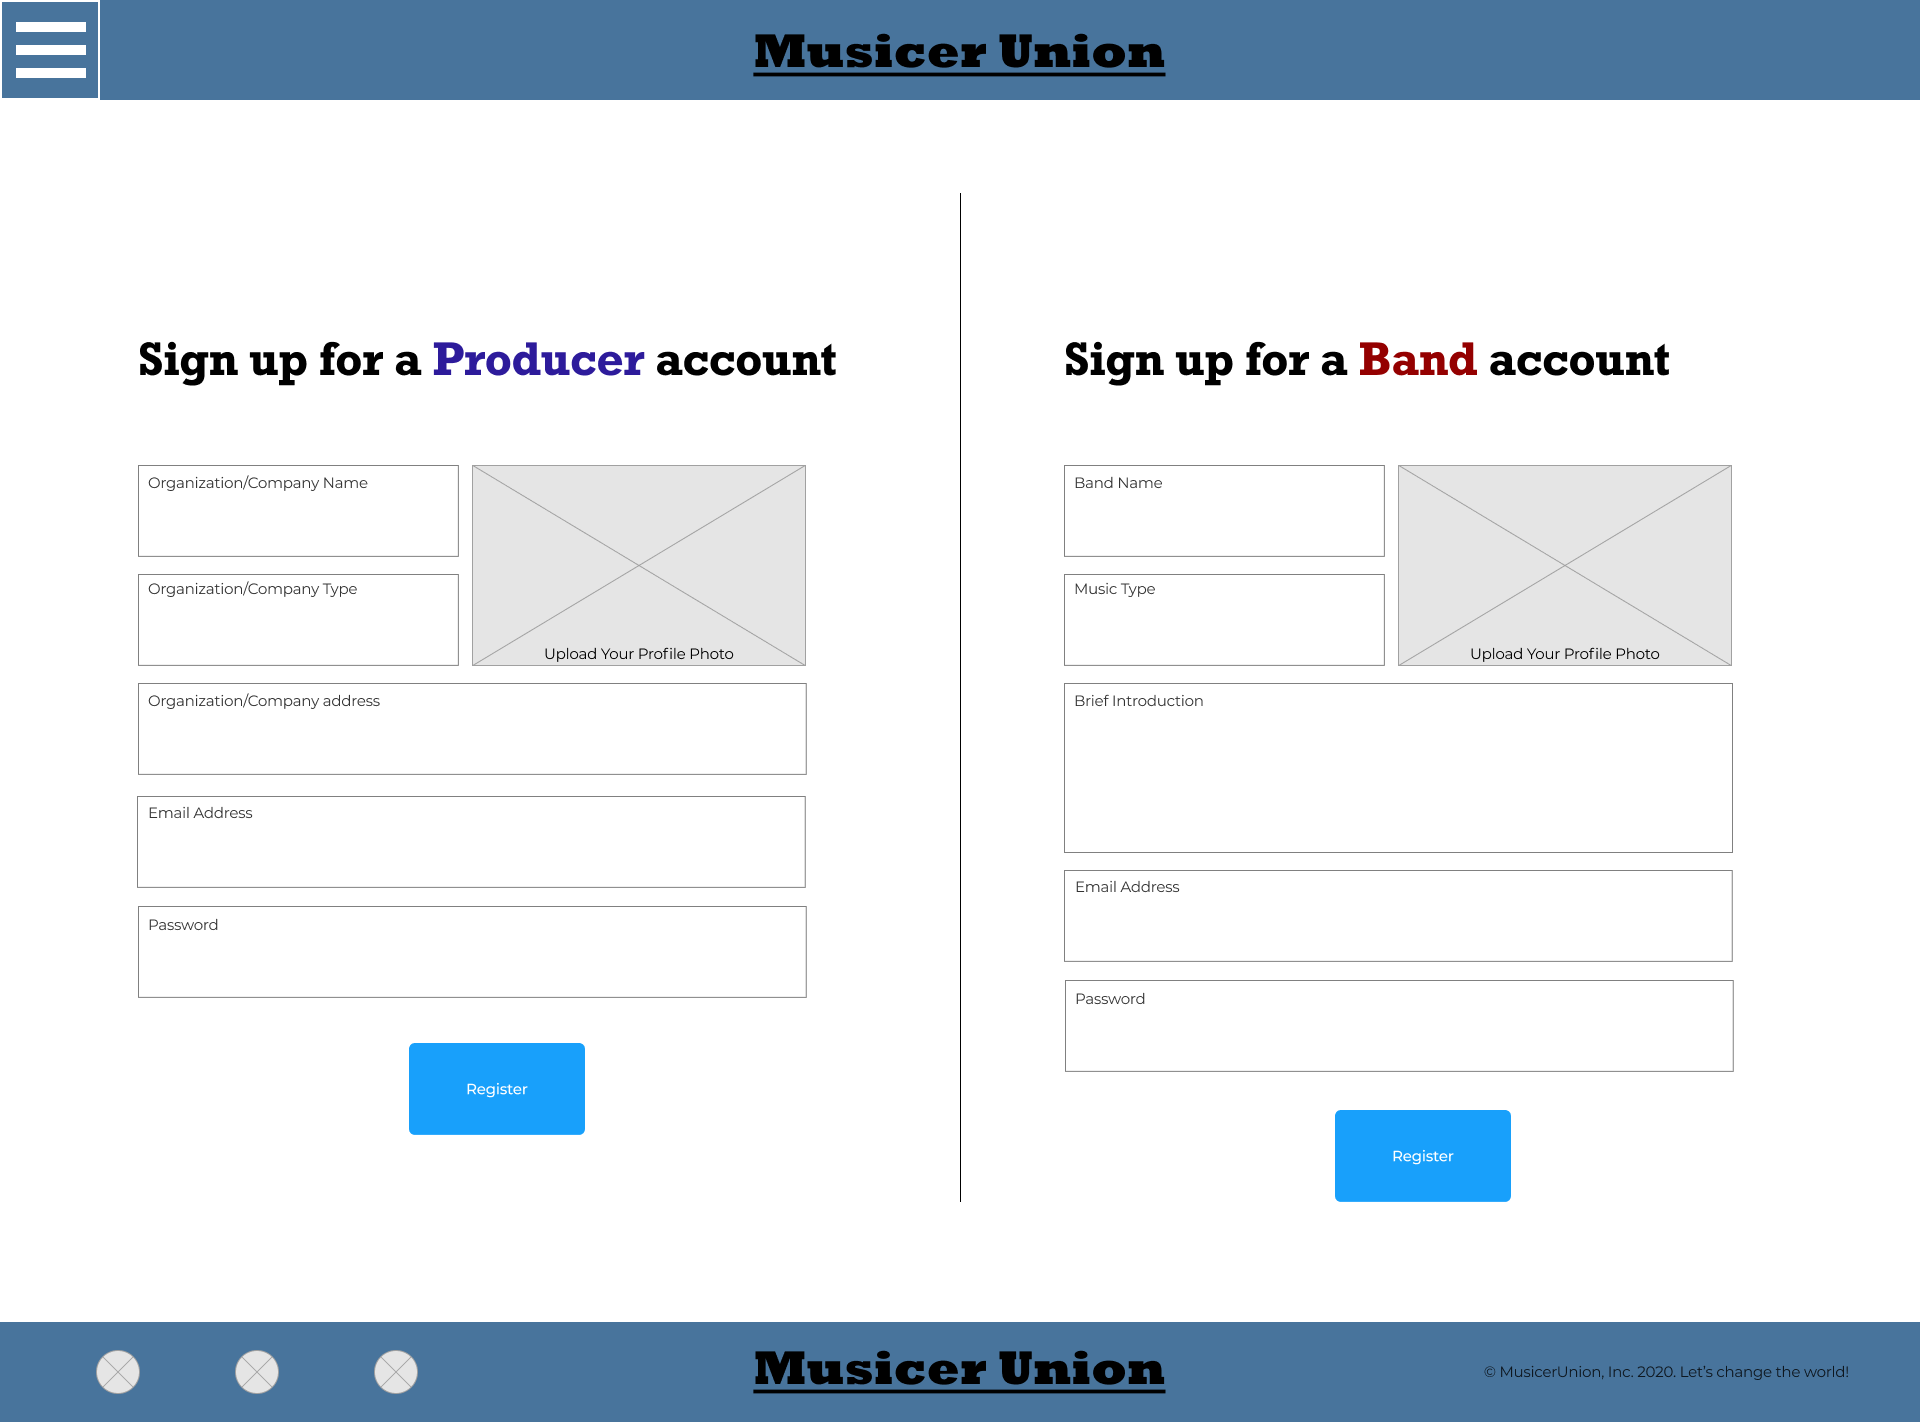 Musicer Union
Sign up for a Producer account
Organization/Company Name
Organization/Company Type
Upload Your Profile Photo
Organization/Company address
Email Address
Password
Register
Sign up for a Band account
Band Name
Music Type
Upload Your Profile Photo
Brief Introduction
Email Address
Password
Register
Musicer Union
© MusicerUnion, Inc. 2020. Let's change the world!